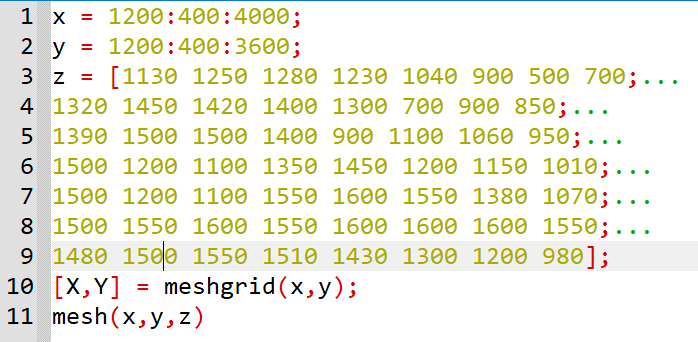 1 x = 1200:400:4000;
2 y = 1200:400:3600;
3 z = [1130 1250 1280 1230 1040 900 500 700;...
4 1320 1450 1420 1400 1300 700 900 850;...
5 1390 1500 1500 1400 900 1100 1060 950;...
6 1500 1200 1100 1350 1450 1200 1150 1010;...
7 1500 1200 1100 1550 1600 1550 1380 1070;...
8 1500 1550 1600 1550 1600 1600 1600 1550;...
9 1480 1500 1550 1510 1430 1300 1200 980];
10 [X,Y] = meshgrid(x,y);
11 mesh(x,y,z)